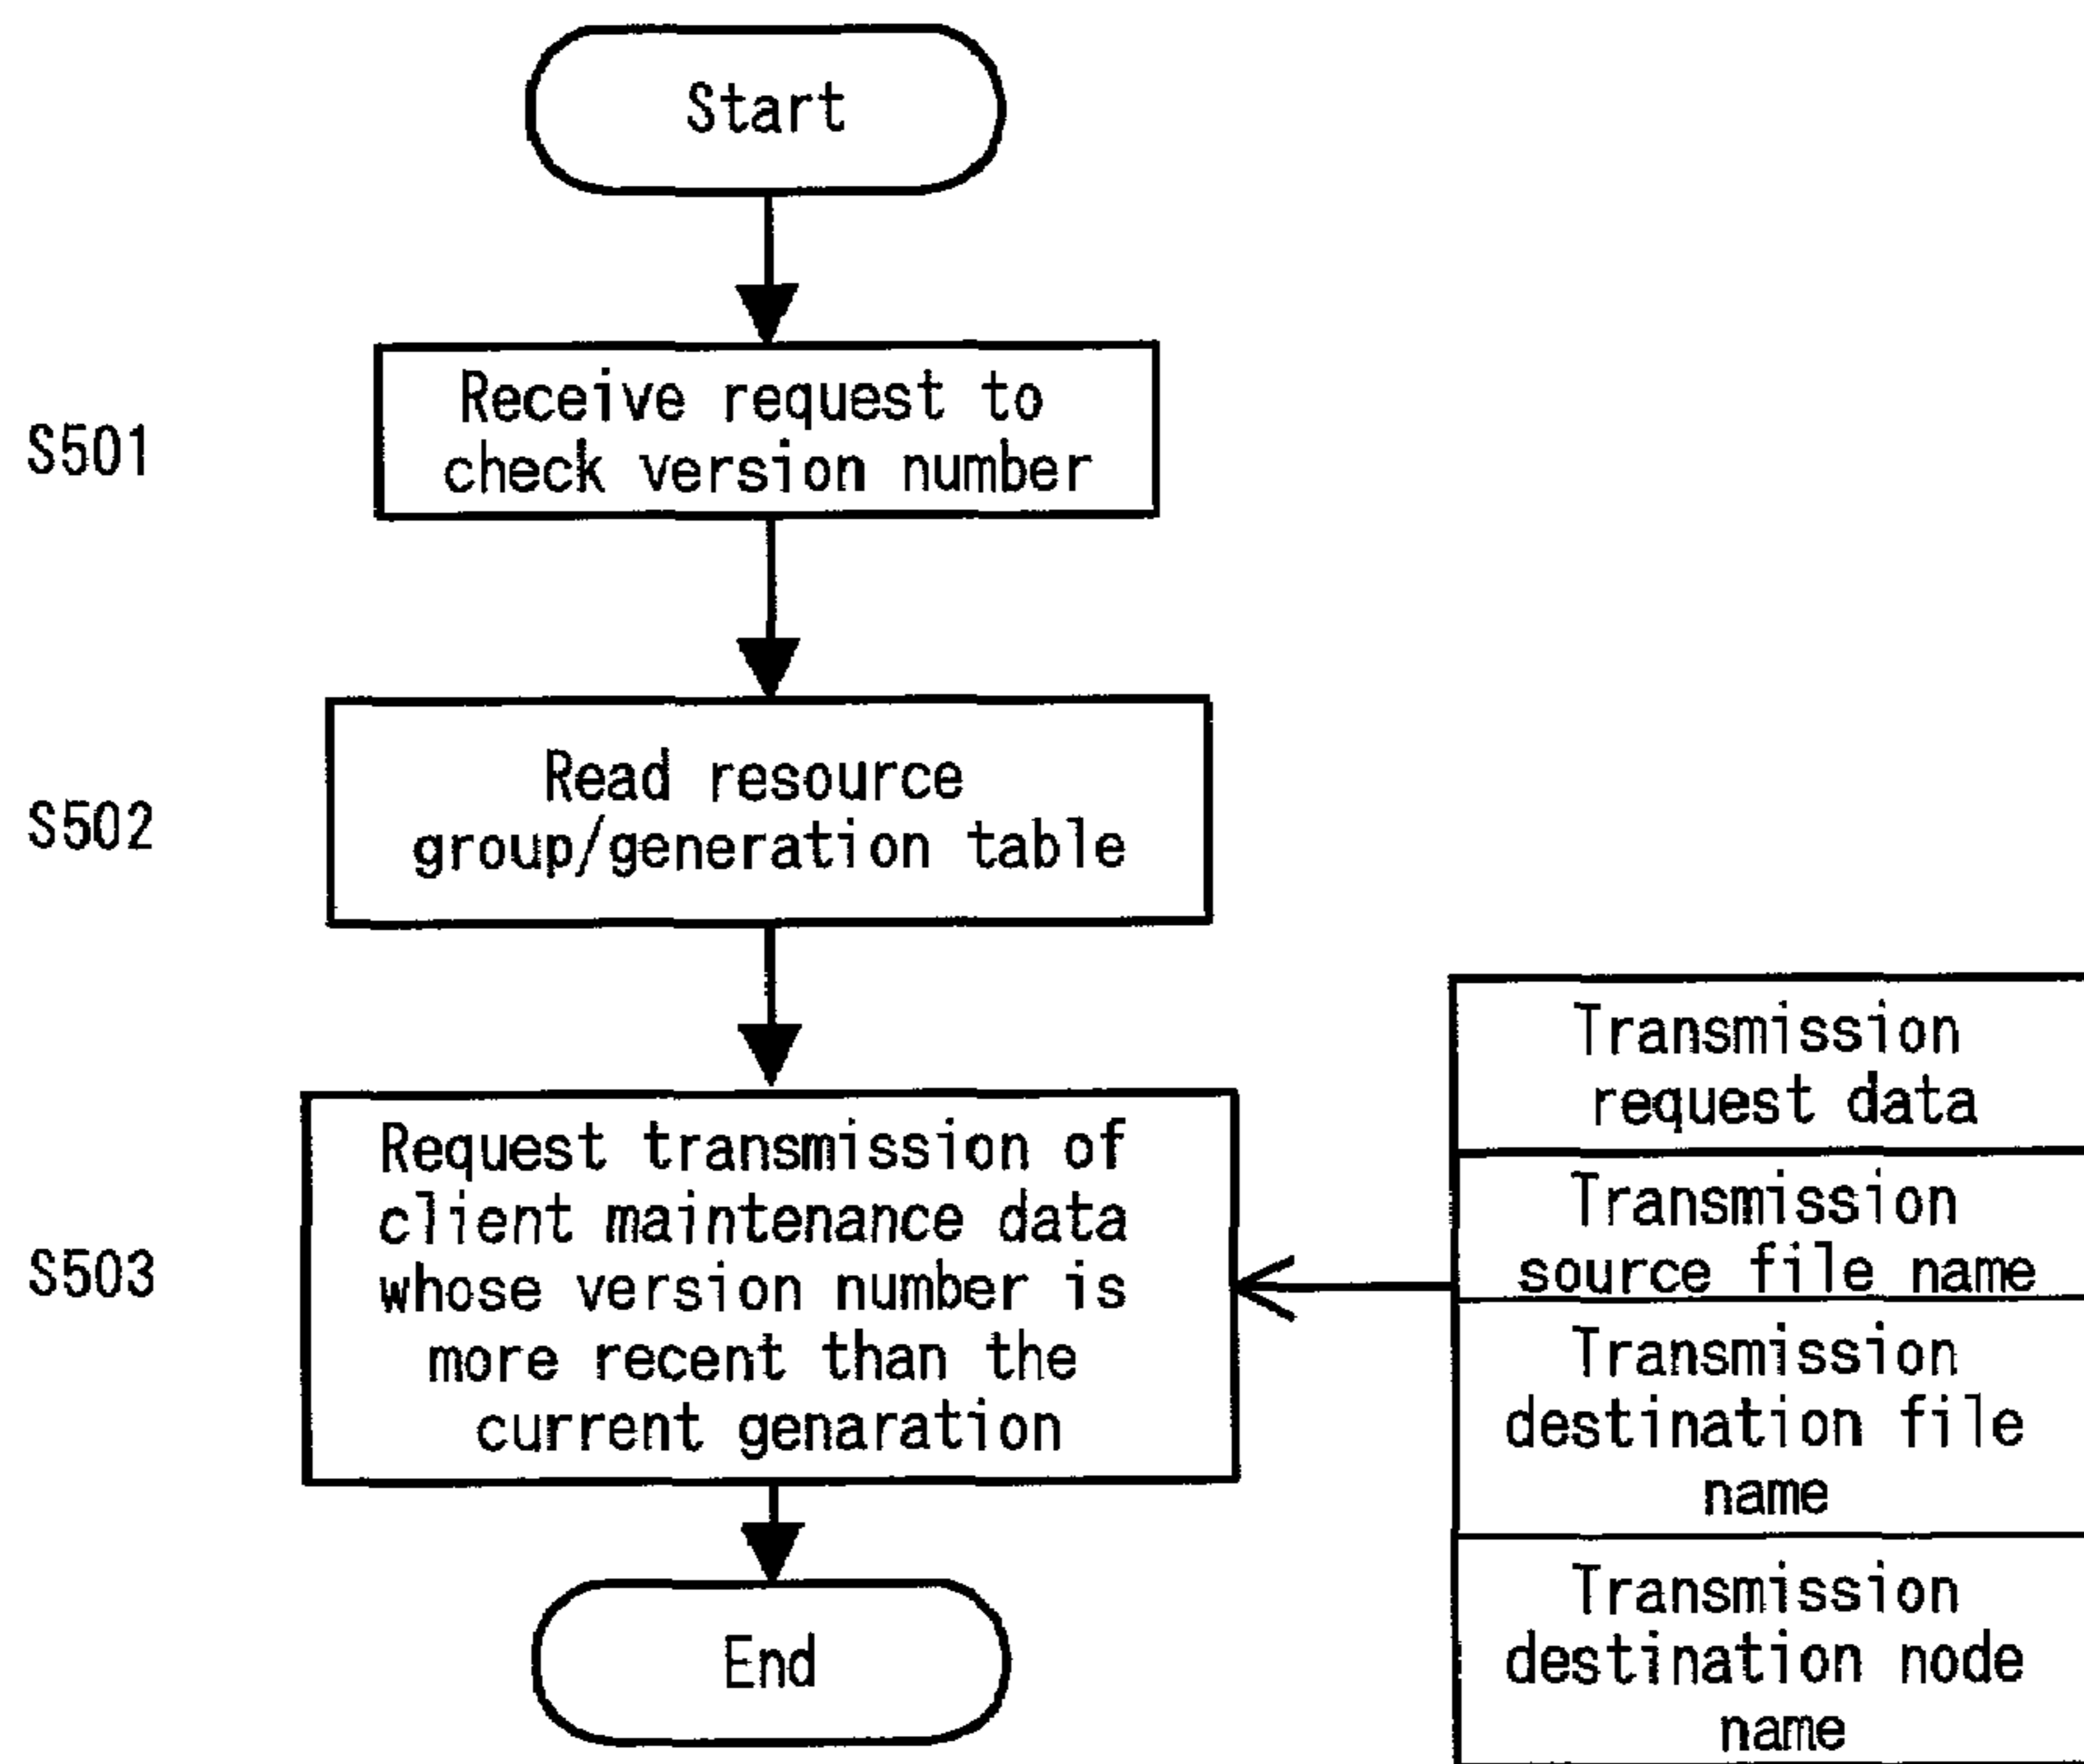 Start
S501
Receive request to
check version number
S502
Read resource
group/generation table
S503
Request transmission of
client maintenance data
whose version number is
more recent than the
current genaration
Transmission
request data
Transmission
source file name
Transmission
destination file
name
Transmission
destination node
name
End